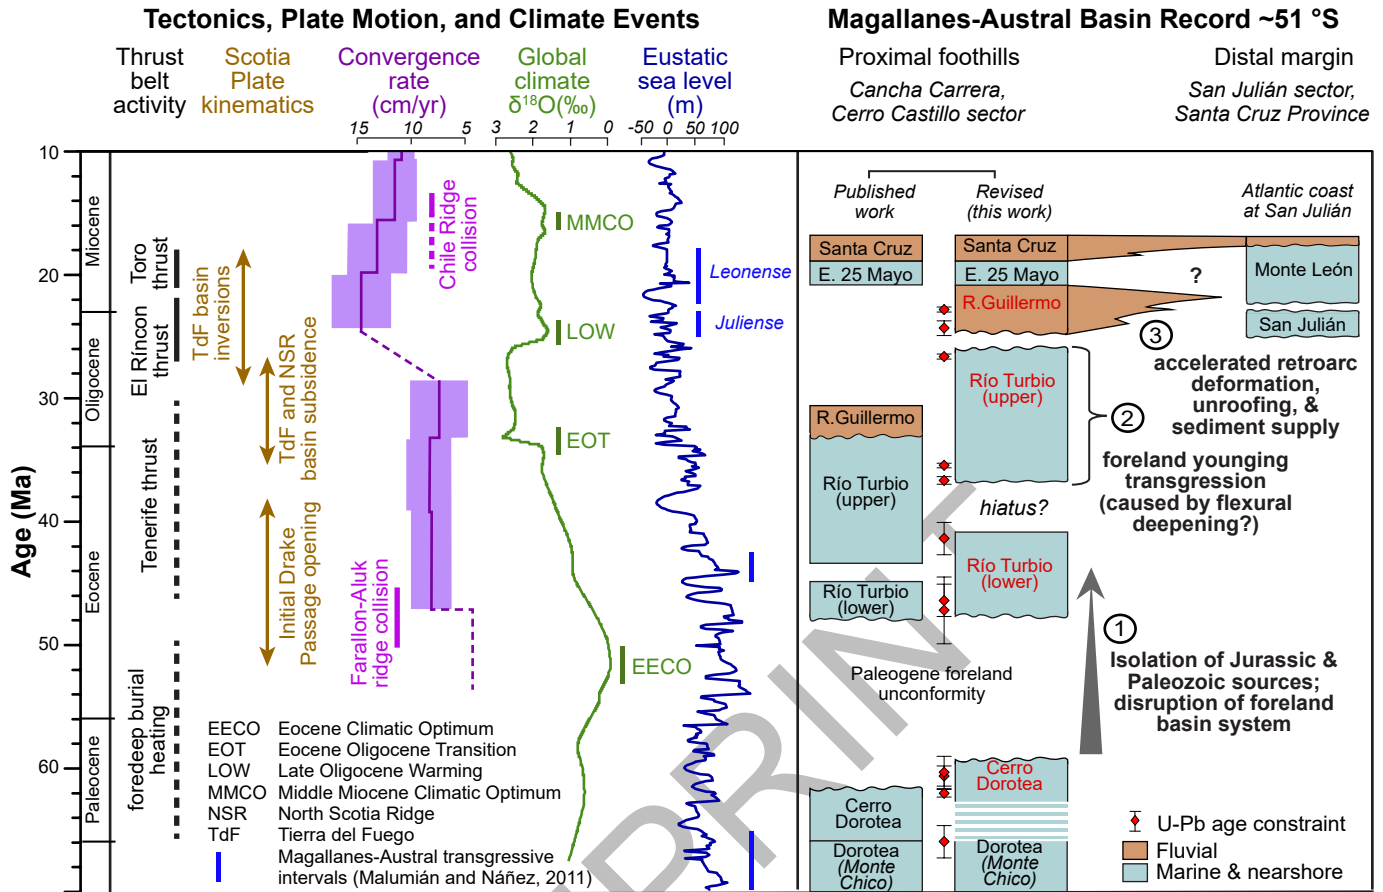 Tectonics, Plate Motion, and Climate Events
Magallanes-Austral Basin Record ~51 °S
Thrust
belt
activity
Scotia
Plate
kinematics
Convergence
rate
(cm/yr)
Global
climate
δ18O(‰)
Eustatic
sea level
(m)
Proximal foothills
Cancha Carrera,
Cerro Castillo sector
Distal margin
San Julián sector,
Santa Cruz Province
15 10 5
3 2 1 0
-50 0 50 100
Age (Ma)
10
20
30
40
50
60
Miocene
Oligocene
Eocene
Paleocene
Toro
thrust
El Ríncon
thrust
Tenerife thrust
foredeep burial
heating
TdF basin
inversions
TdF and NSR
basin subsidence
Initial Drake
Passage opening
Chile Ridge
collision
Farallon-Aluk
ridge collision
MMCO
LOW
EOT
EECO
Leonense
Juliense
Published
work
Revised
(this work)
Atlantic coast
at San Julián
Santa Cruz
E. 25 Mayo
R.Guillermo
Río Turbio
(upper)
Río Turbio
(lower)
Cerro
Dorotea
Dorotea
(Monte
Chico)
Santa Cruz
E. 25 Mayo
R.Guillermo
Río Turbio
(upper)
hiatus?
Río Turbio
(lower)
Paleogene foreland
unconformity
Cerro
Dorotea
Dorotea
(Monte
Chico)
?
Monte León
San Julián
3
accelerated retroarc
deformation,
unroofing, &
sediment supply
2
foreland younging
transgression
(caused by flexural
deepening?)
1
Isolation of Jurassic &
Paleozoic sources;
disruption of foreland
basin system
EECO Eocene Climatic Optimum
EOT Eocene Oligocene Transition
LOW Late Oligocene Warming
MMCO Middle Miocene Climatic Optimum
NSR North Scotia Ridge
TdF Tierra del Fuego
Magallanes-Austral transgressive
intervals (Malumián and Náñez, 2011)
U-Pb age constraint
Fluvial
Marine & nearshore